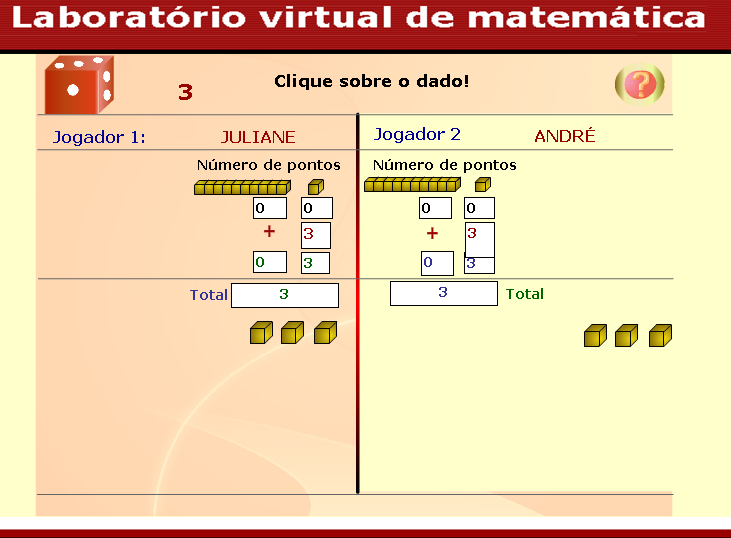 Laboratório virtual de matemática
3 Clique sobre o dado! ?
Jogador 1: JULIANE Jogador 2 ANDRÉ
Número de pontos Número de pontos
0 0 0 0
+ 3 + 3
0 3 0 3
Total 3 3 Total